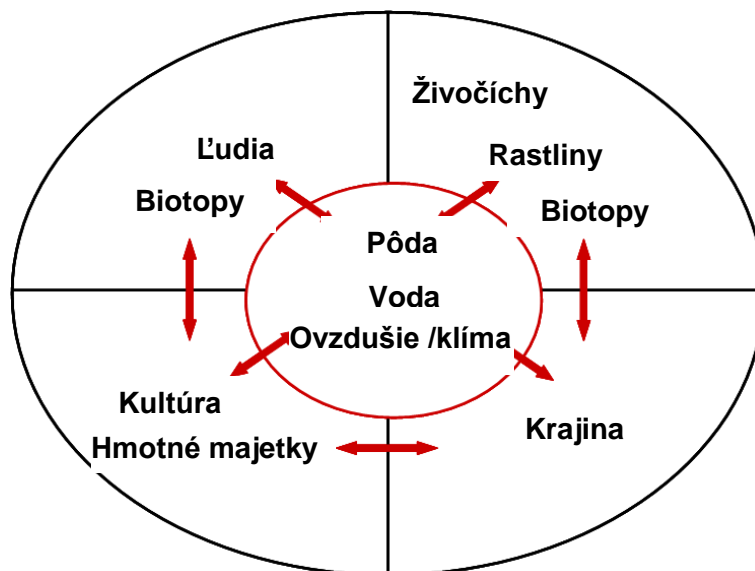 Živočíchy
Ľudia
Rastliny
Biotopy
Biotopy
Pôda
Voda
Ovzdušie /klíma
Kultúra
Hmotné majetky
Krajina